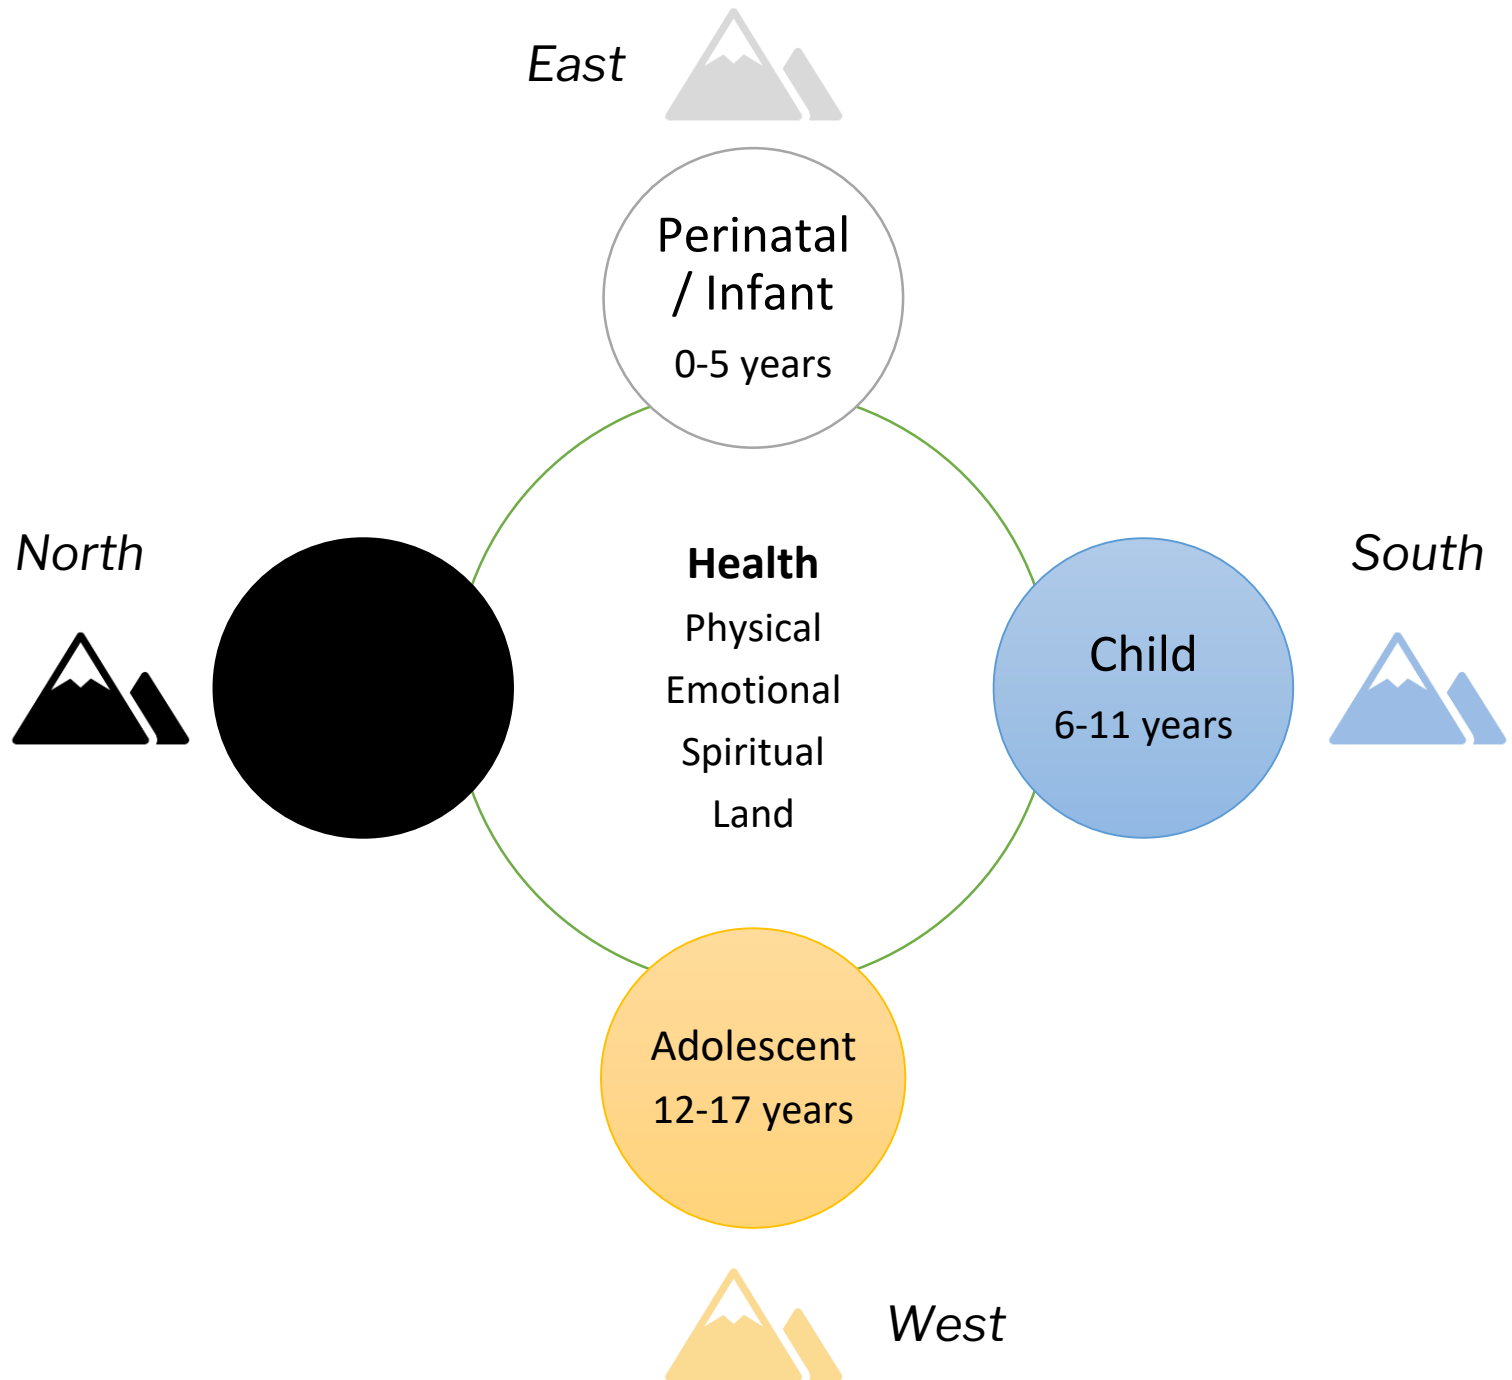 East
Perinatal
/ Infant
0-5 years
North
Health
Physical
Emotional
Spiritual
Land
South
Child
6-11 years
Adolescent
12-17 years
West